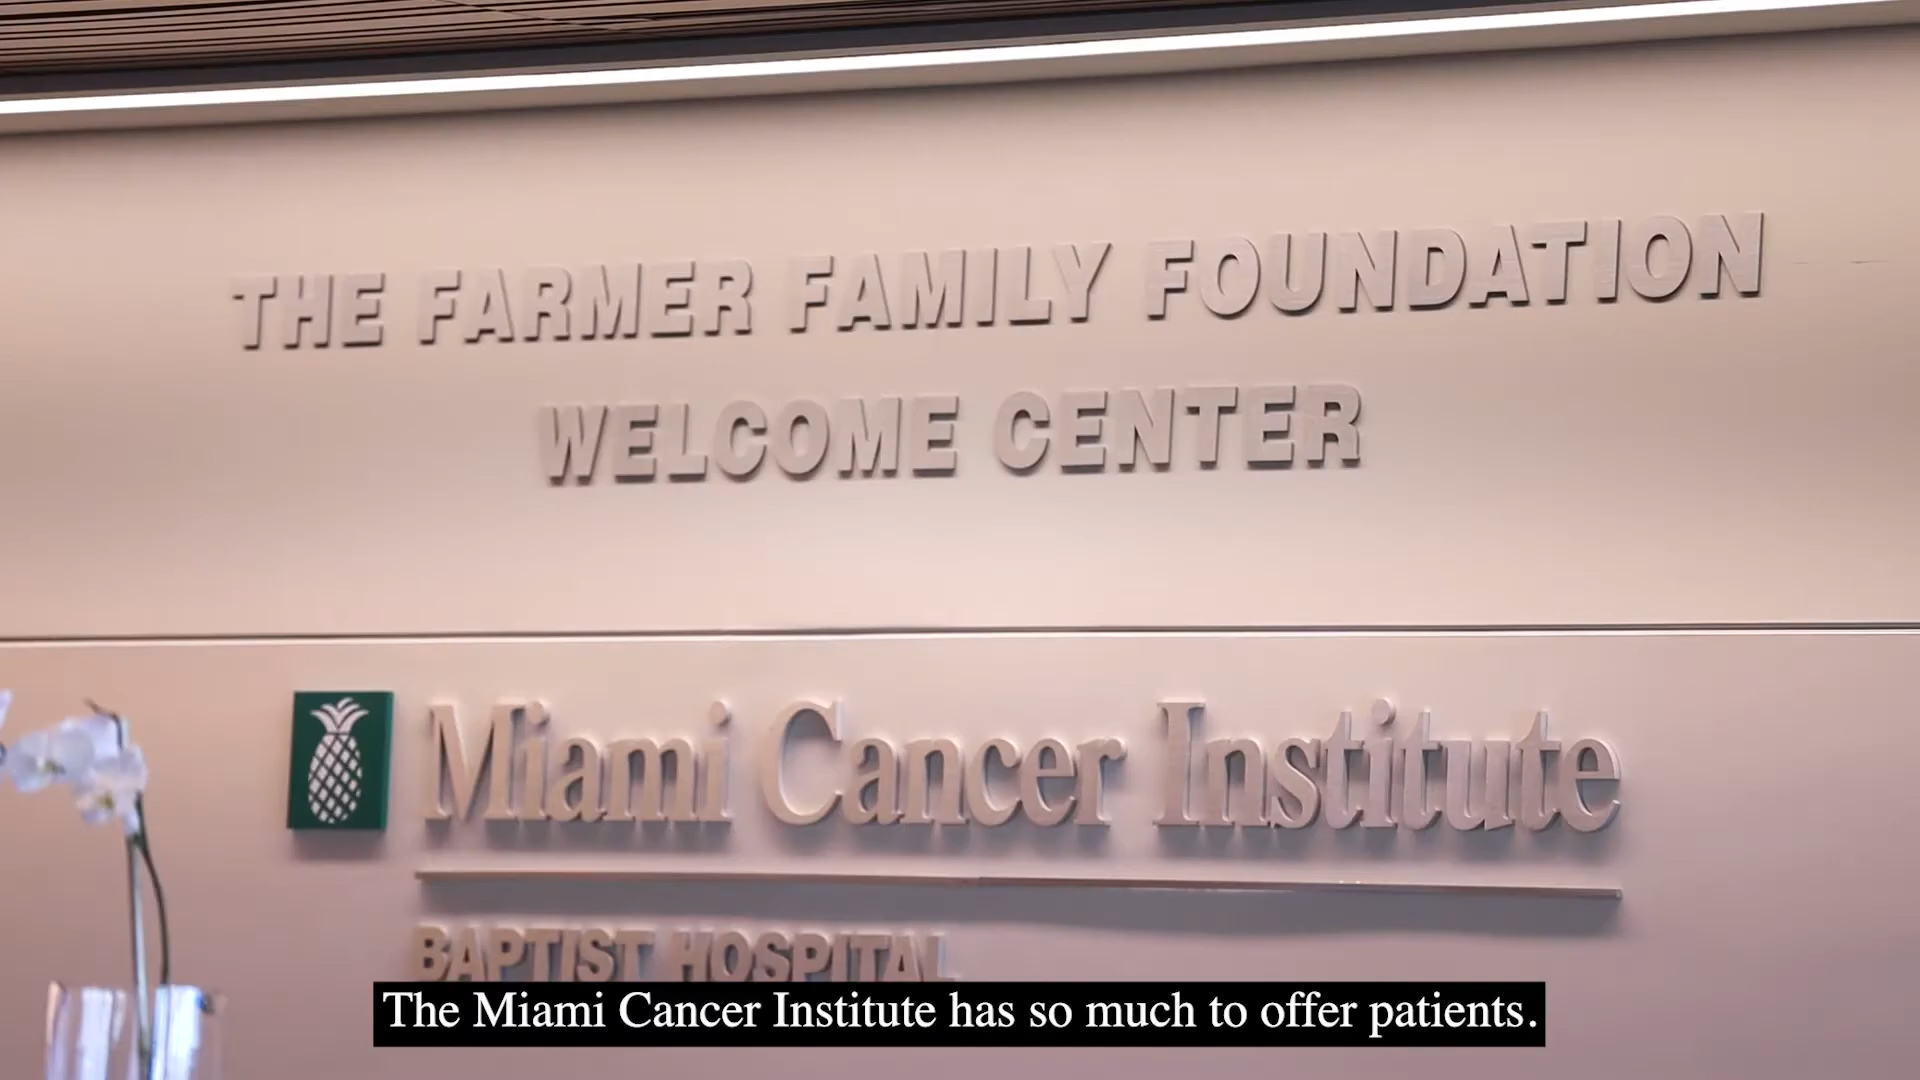 THE FARMER FAMILY FOUNDATION
WELCOME CENTER
Miami Cancer Institute
BAPTIST HOSPITAL
The Miami Cancer Institute has so much to offer patients.